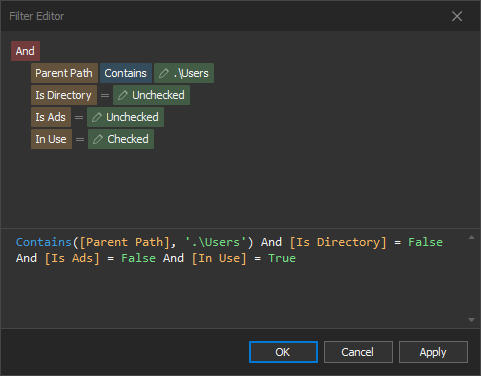 Filter Editor
And
Parent Path Contains .\Users
Is Directory = Unchecked
Is Ads = Unchecked
In Use = Checked
Contains([Parent Path], '.\Users') And [Is Directory] = False
And [Is Ads] = False And [In Use] = True
OK Cancel Apply